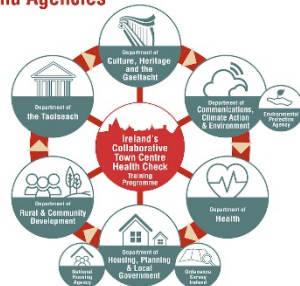 nd Agencies
Department of
Culture, Heritage
and the
Gaeltacht
Department of
the Taoiseach
Department of
Communications,
Climate Action
& Environment
Environmental
Protection
Agency
Ireland's
Collaborative
Town Centre
Health Check
Training
Programme
Department of
Rural & Community
Development
Department of
Health
Department of
Housing, Planning
& Local
Government
National
Housing
Agency
Ordnance
Survey
Ireland